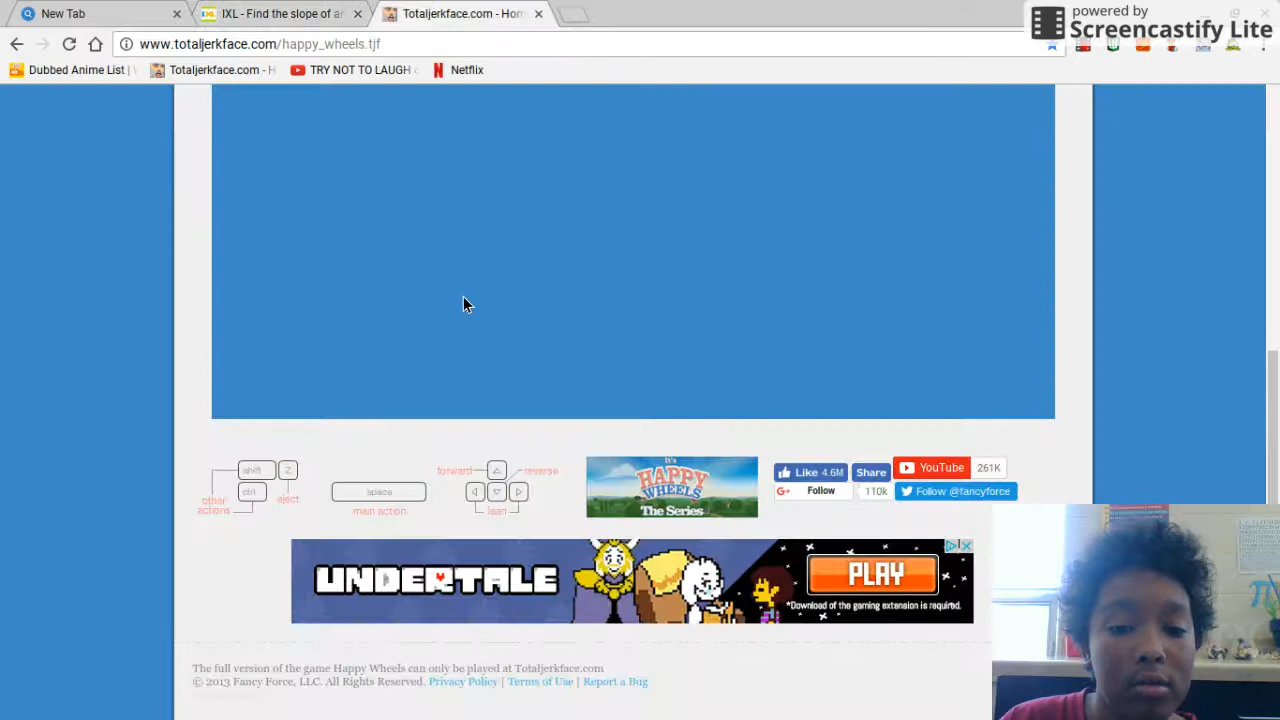 powered by
Screencastify Lite
New Tab
IXL - Find the slope of a
Totaljerkface.com - Hom
www.totaljerkface.com/happy_wheels.tjf
Dubbed Anime List |
Totaljerkface.com - H
TRY NOT TO LAUGH
Netflix
shift
Z
ctrl
other actions
eject
space
main action
forward
reverse
lean
It's
HAPPY
WHEELS
The Series
Like 4.6M
Share
YouTube
261K
G+ Follow
110k
Follow @fancyforce
UNDERTALE
PLAY
*Download of the gaming extension is required.
The full version of the game Happy Wheels can only be played at Totaljerkface.com
© 2013 Fancy Force, LLC. All Rights Reserved. Privacy Policy | Terms of Use | Report a Bug